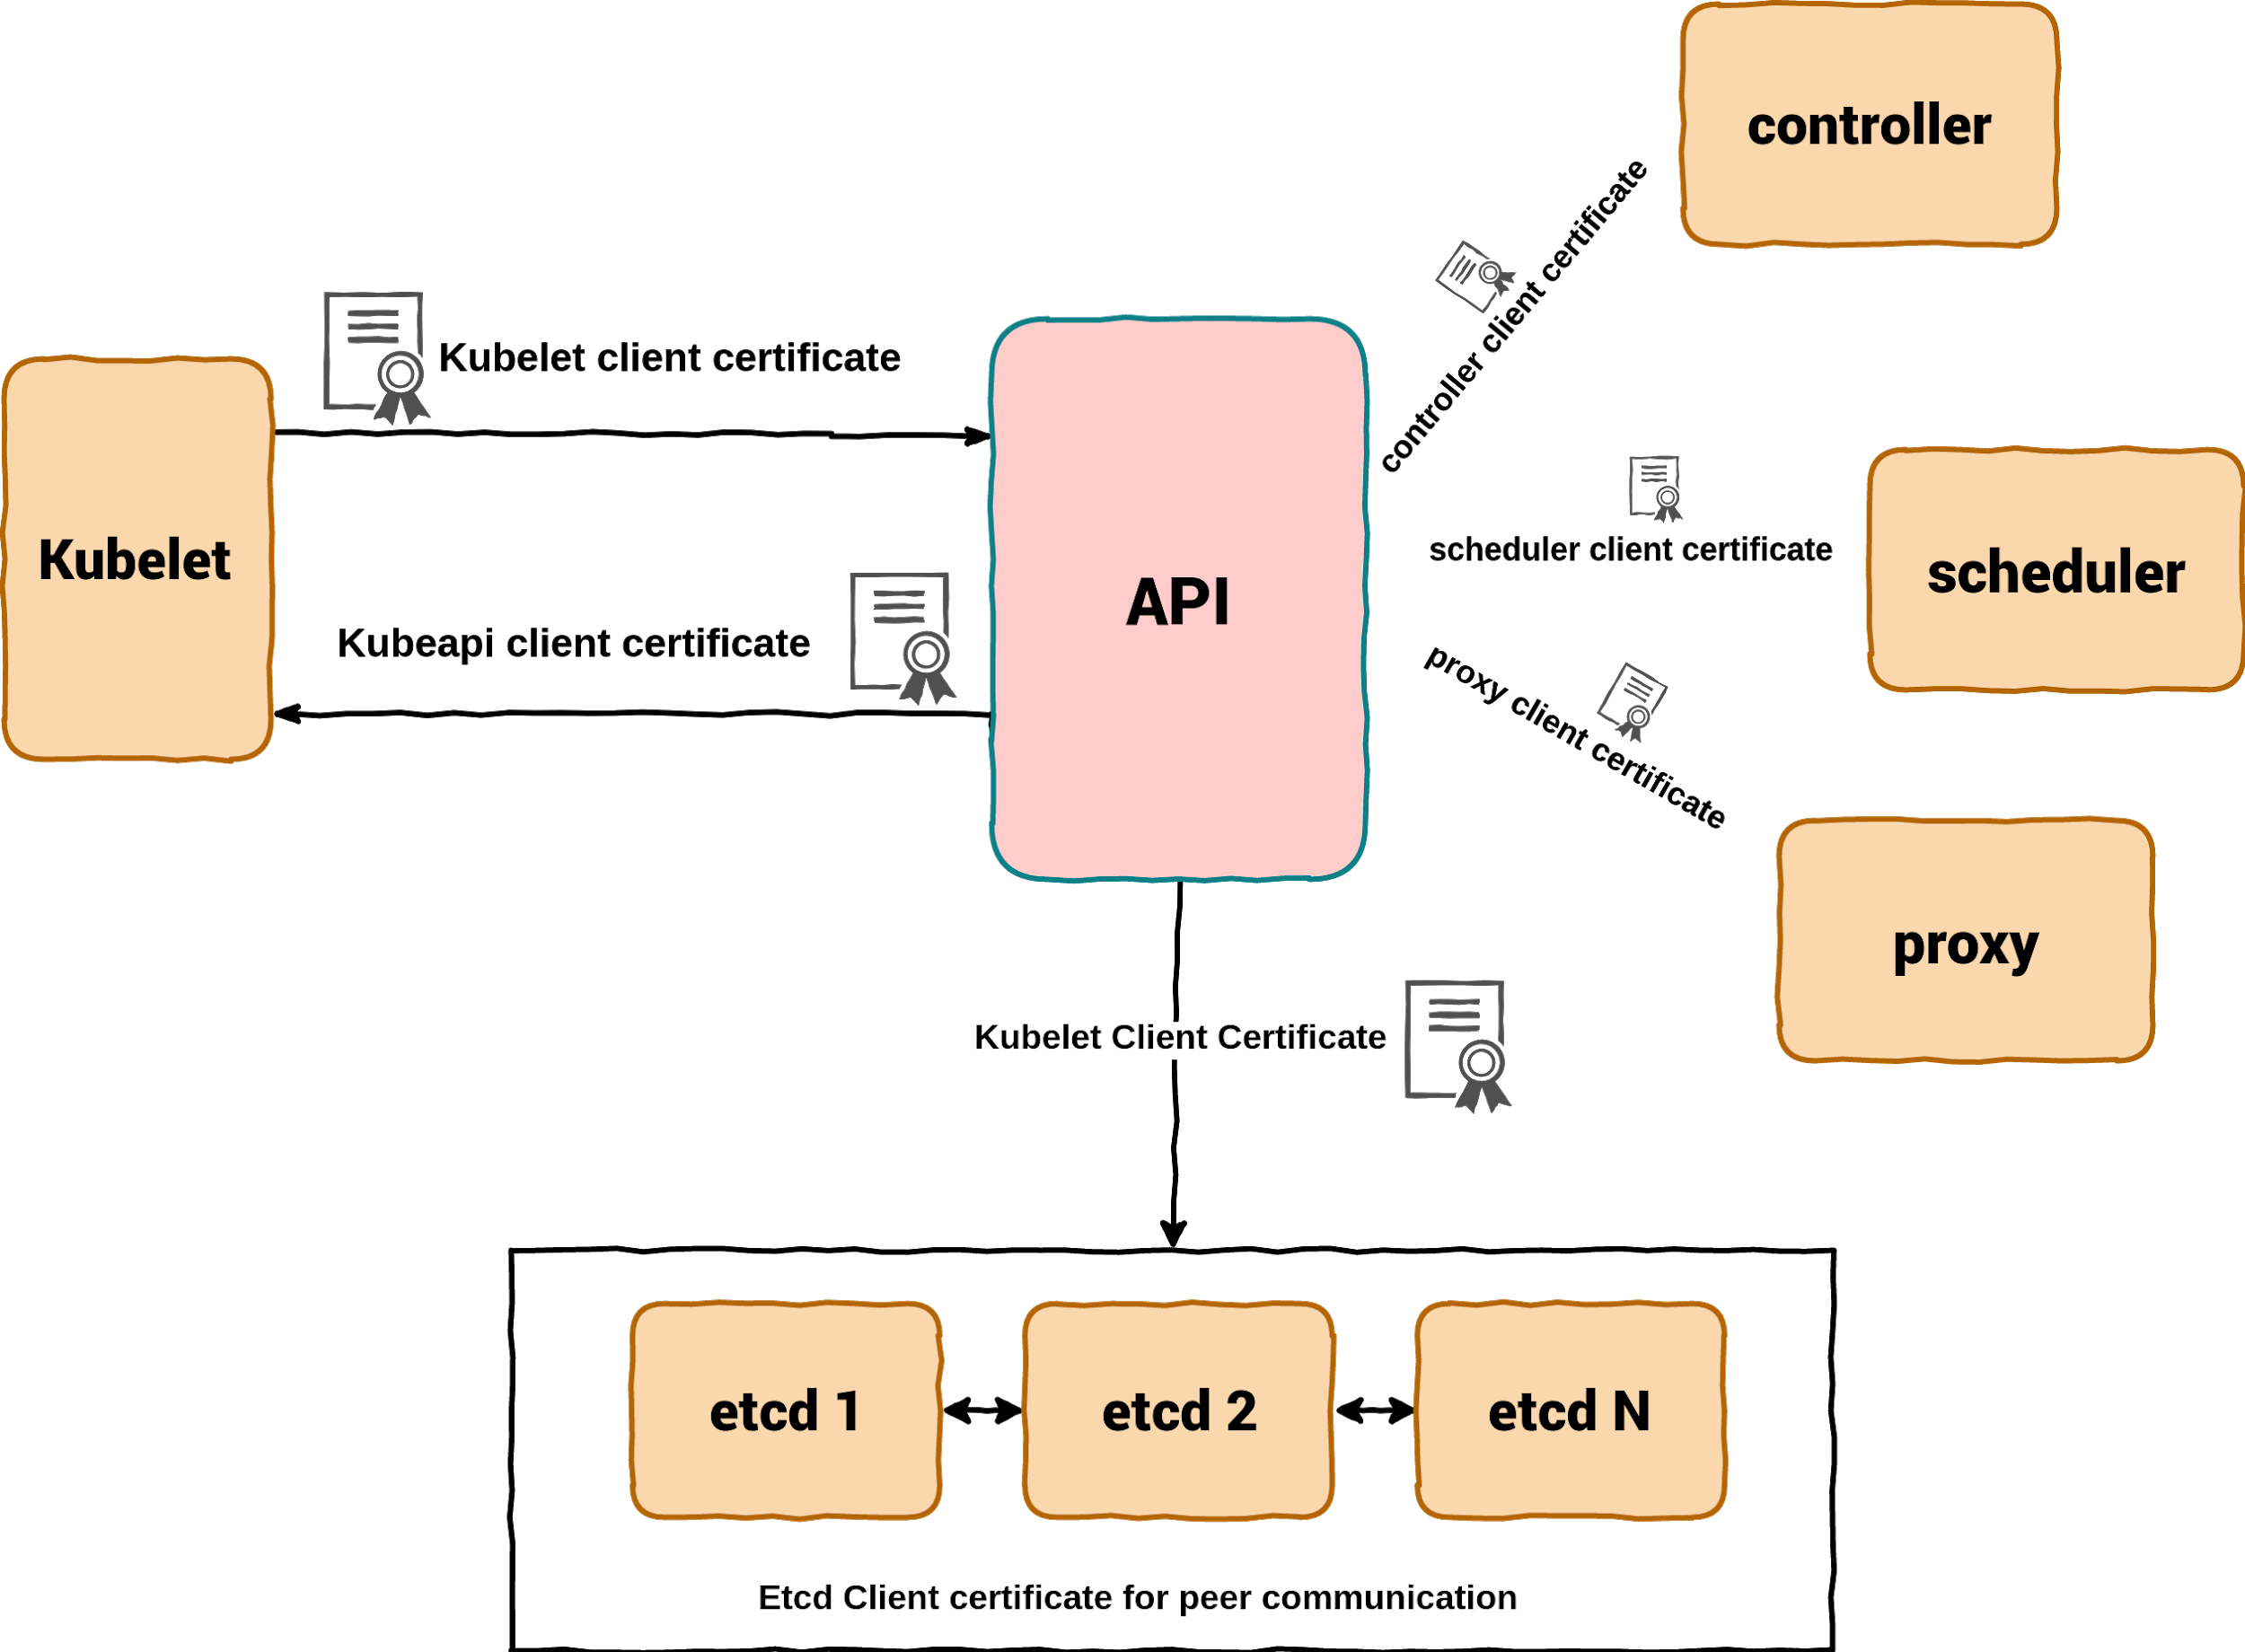 controller
controller client certificate
Kubelet client certificate
Kubelet
Kubeapi client certificate
API
scheduler client certificate
scheduler
proxy client certificate
proxy
Kubelet Client Certificate
etcd 1
etcd 2
etcd N
Etcd Client certificate for peer communication